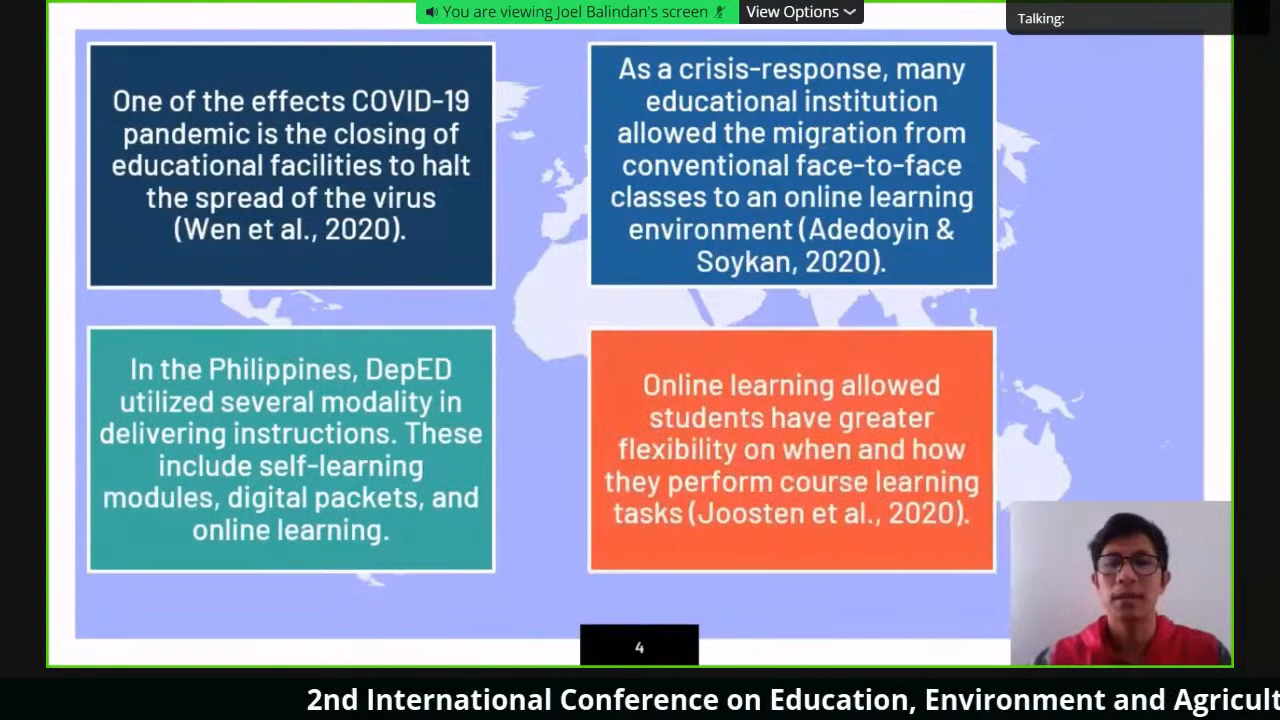 You are viewing Joel Balindan's screen
View Options
Talking:
One of the effects COVID-19
pandemic is the closing of
educational facilities to halt
the spread of the virus
(Wen et al., 2020).
As a crisis-response, many
educational institution
allowed the migration from
conventional face-to-face
classes to an online learning
environment (Adedoyin &
Soykan, 2020).
In the Philippines, DepED
utilized several modality in
delivering instructions. These
include self-learning
modules, digital packets, and
online learning.
Online learning allowed
students have greater
flexibility on when and how
they perform course learning
tasks (Joosten et al., 2020).
4
2nd International Conference on Education, Environment and Agricult